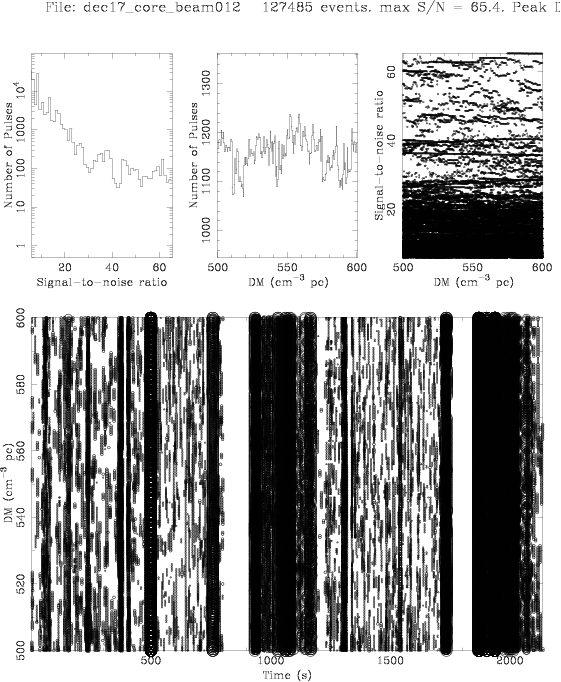 File: dec17_core_beam012 127485 events. max S/N = 65.4. Peak
10^4
1000
100
10
1
Number of Pulses
20 40 60
Signal-to-noise ratio
1300
1200
1100
1000
Number of Pulses
500 550 600
DM (cm^-3 pc)
60
40
20
Signal-to-noise ratio
500 550 600
DM (cm^-3 pc)
600
580
560
540
520
500
DM (cm^-3 pc)
500 1000 1500 2000
Time (s)